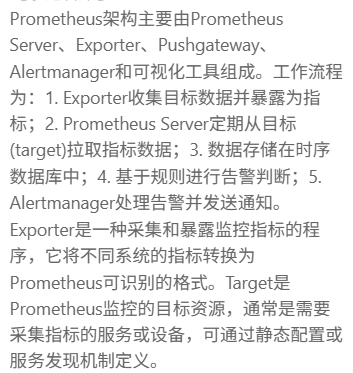 Prometheus架构主要由Prometheus
Server、Exporter、Pushgateway、
Alertmanager和可视化工具组成。工作流程
为：1. Exporter收集目标数据并暴露为指
标；2. Prometheus Server定期从目标
(target)拉取指标数据；3. 数据存储在时序
数据库中；4. 基于规则进行告警判断；5.
Alertmanager处理告警并发送通知。
Exporter是一种采集和暴露监控指标的程
序，它将不同系统的指标转换为
Prometheus可识别的格式。Target是
Prometheus监控的目标资源，通常是需要
采集指标的服务或设备，可通过静态配置或
服务发现机制定义。